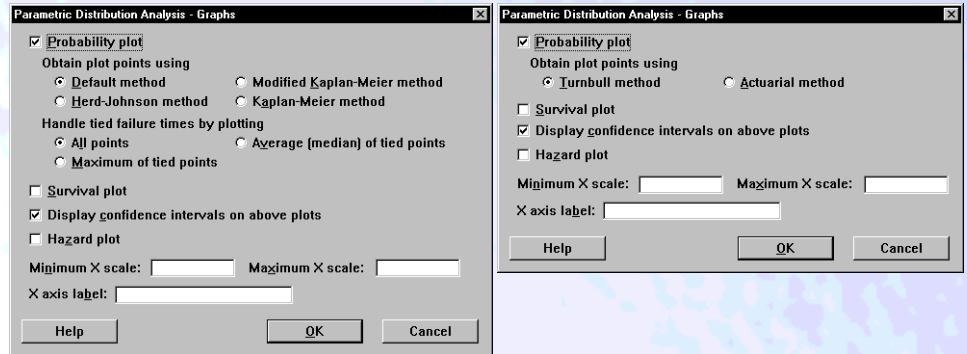 Parametric Distribution Analysis - Graphs
Probability plot
Obtain plot points using
Default method Modified Kaplan-Meier method
Herd-Johnson method Kaplan-Meier method
Handle tied failure times by plotting
All points Average (median) of tied points
Maximum of tied points
Survival plot
Display confidence intervals on above plots
Hazard plot
Minimum X scale: Maximum X scale:
X axis label:
Help OK Cancel
Parametric Distribution Analysis - Graphs
Probability plot
Obtain plot points using
Turnbull method Actuarial method
Survival plot
Display confidence intervals on above plots
Hazard plot
Minimum X scale: Maximum X scale:
X axis label:
Help OK Cancel